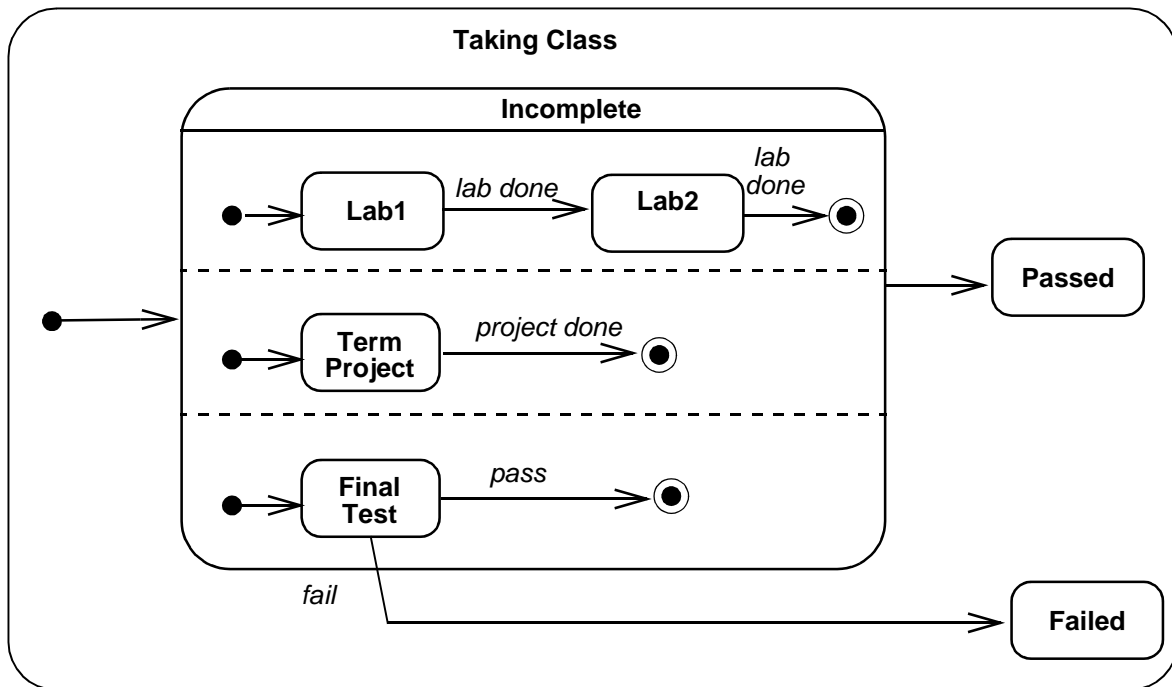 Taking Class
Incomplete
Lab1
lab done
Lab2
lab
done
Passed
Term
Project
project done
Final
Test
pass
fail
Failed